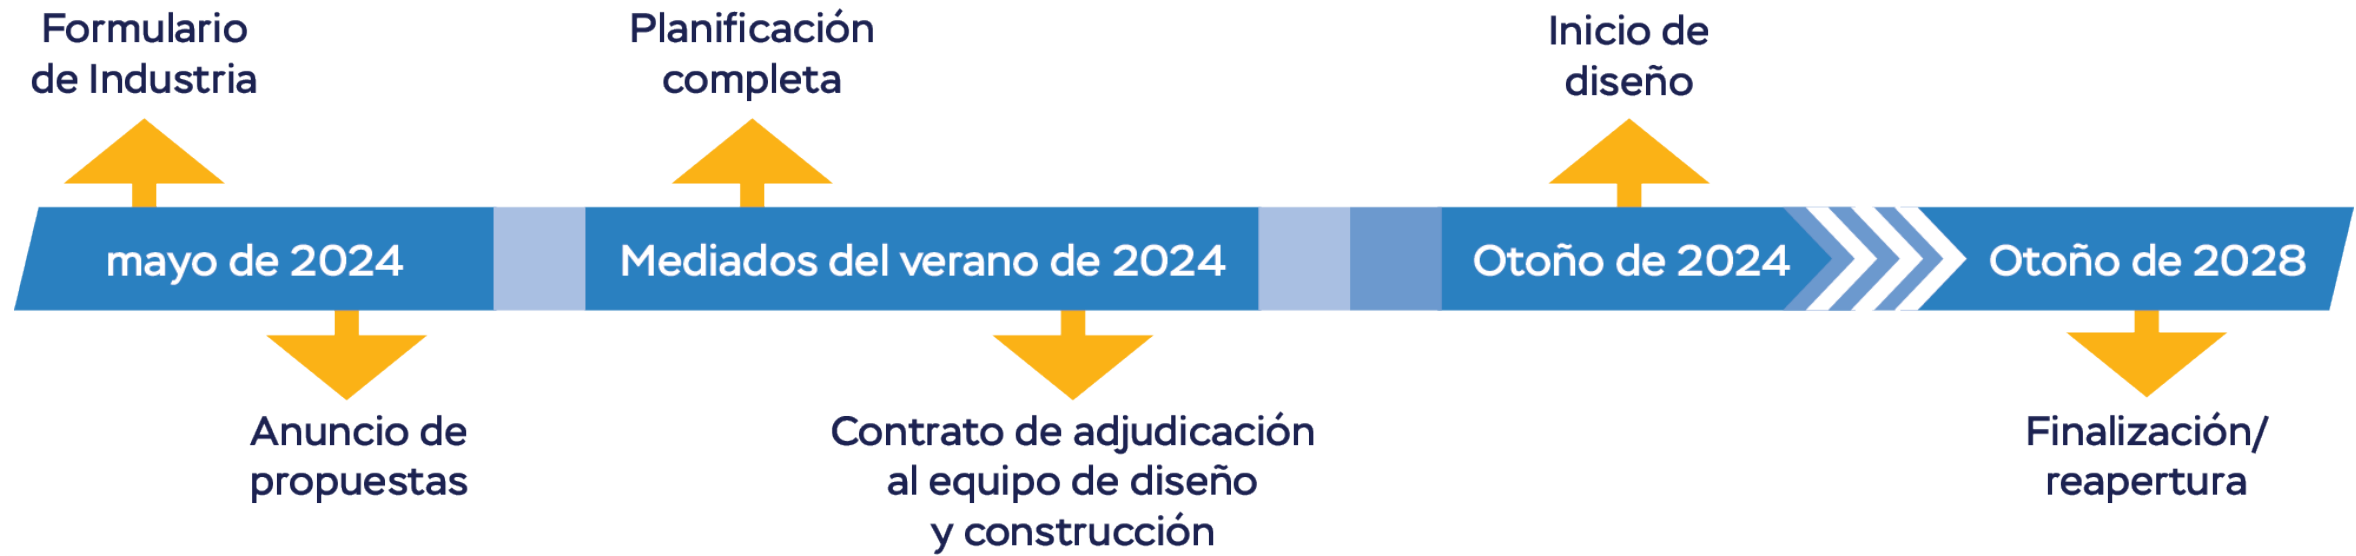 Formulario
de Industria
Planificación
completa
Inicio de
diseño
mayo de 2024
Mediados del verano de 2024
Otoño de 2024
Otoño de 2028
Anuncio de
propuestas
Contrato de adjudicación
al equipo de diseño
y construcción
Finalización/
reapertura